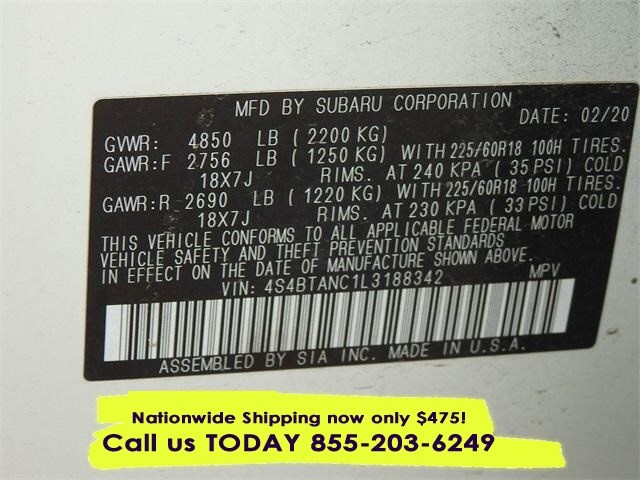 MFD BY SUBARU CORPORATION
DATE: 02/20
GVWR: 4850 LB ( 2200 KG)
GAWR:F 2756 LB ( 1250 KG) WITH 225/60R18 100H TIRES.
18X7J RIMS. AT 240 KPA ( 35 PSI) COLD
GAWR:R 2690 LB ( 1220 KG) WITH 225/60R18 100H TIRES.
18X7J RIMS. AT 230 KPA ( 33 PSI) COLD
THIS VEHICLE CONFORMS TO ALL APPLICABLE FEDERAL MOTOR
VEHICLE SAFETY AND THEFT PREVENTION STANDARDS
IN EFFECT ON THE DATE OF MANUFACTURE SHOWN ABOVE.
VIN: 4S4BTANC1L3188342 MPV
ASSEMBLED BY SIA INC. MADE IN U.S.A.
Nationwide Shipping now only $475!
Call us TODAY 855-203-6249